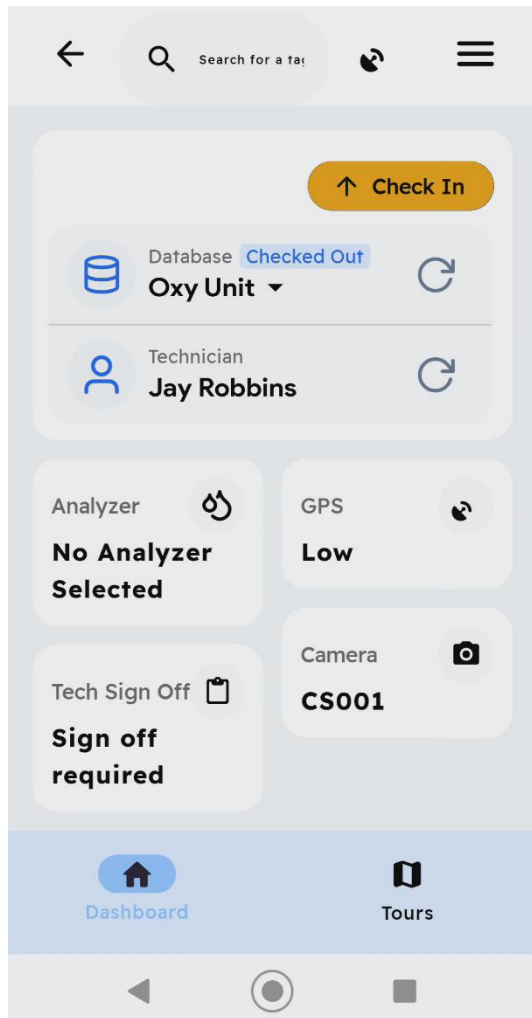 Search for a
Check In
Database Checked Out
Oxy Unit
Technician
Jay Robbins
Analyzer
No Analyzer
Selected
GPS
Low
Camera
CS001
Tech Sign Off
Sign off
required
Dashboard
Tours